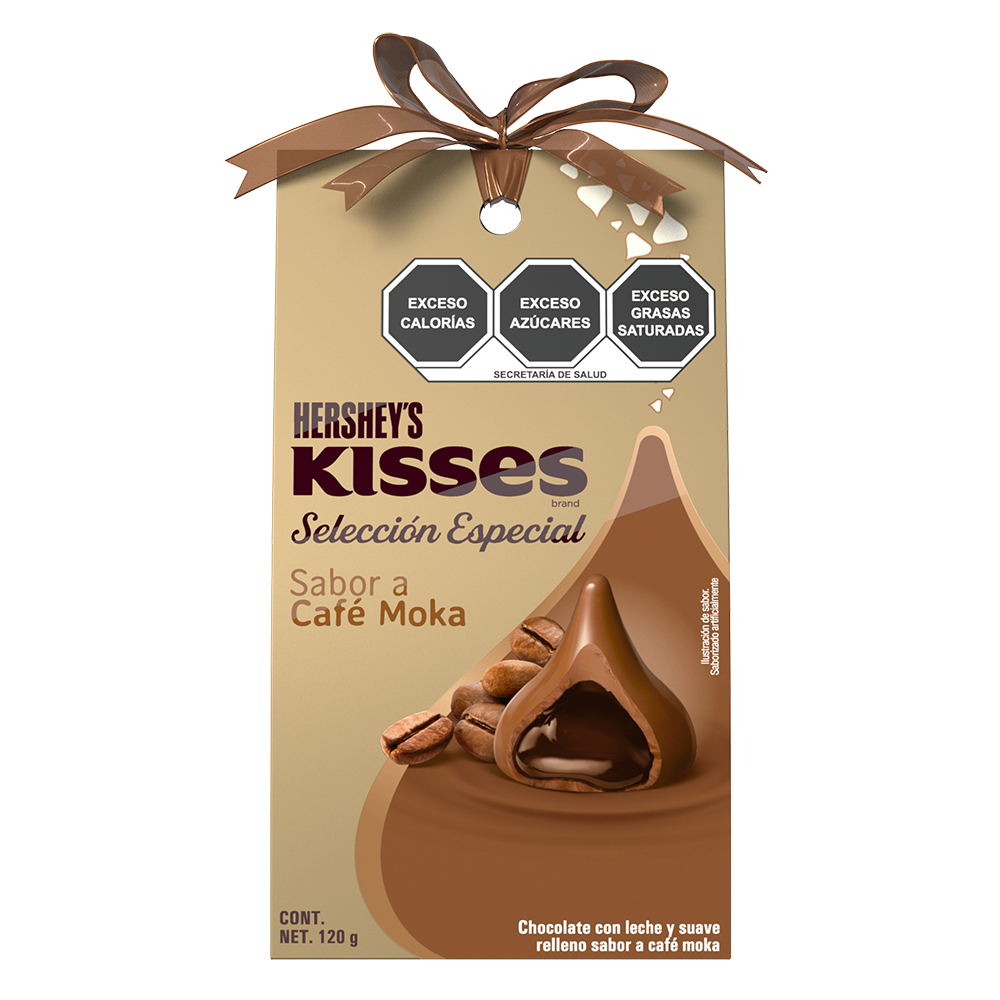 EXCESO
CALORÍAS
EXCESO
AZÚCARES
EXCESO
GRASAS
SATURADAS
SECRETARÍA DE SALUD
HERSHEY'S
KISSES
brand
Selección Especial
Sabor a
Café Moka
Ilustración de sabor.
Saborizado artificialmente
CONT.
NET. 120 g
Chocolate con leche y suave
relleno sabor a café moka